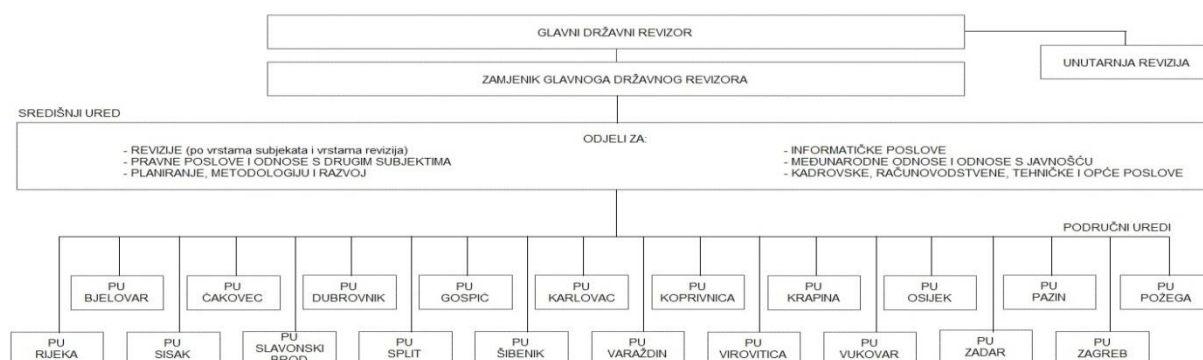 GLAVNI DRŽAVNI REVIZOR
UNUTARNJA REVIZIJA
ZAMJENIK GLAVNOGA DRŽAVNOG REVIZORA
SREDIŠNJI URED
ODJELI ZA:
- REVIZIJE (po vrstama subjekata i vrstama revizija)
- PRAVNE POSLOVE I ODNOSE S DRUGIM SUBJEKTIMA
- PLANIRANJE, METODOLOGIJU I RAZVOJ
- INFORMATIČKE POSLOVE
- MEĐUNARODNE ODNOSE I ODNOSE S JAVNOŠĆU
- KADROVSKE, RAČUNOVODSTVENE, TEHNIČKE I OPĆE POSLOVE
PODRUČNI UREDI
PU
BJELOVAR
PU
ČAKOVEC
PU
DUBROVNIK
PU
GOSPIĆ
PU
KARLOVAC
PU
KOPRIVNICA
PU
KRAPINA
PU
OSIJEK
PU
PAZIN
PU
POŽEGA
PU
RIJEKA
PU
SISAK
PU
SLAVONSKI
BROD
PU
SPLIT
PU
ŠIBENIK
PU
VARAŽDIN
PU
VIROVITICA
PU
VUKOVAR
PU
ZADAR
PU
ZAGREB